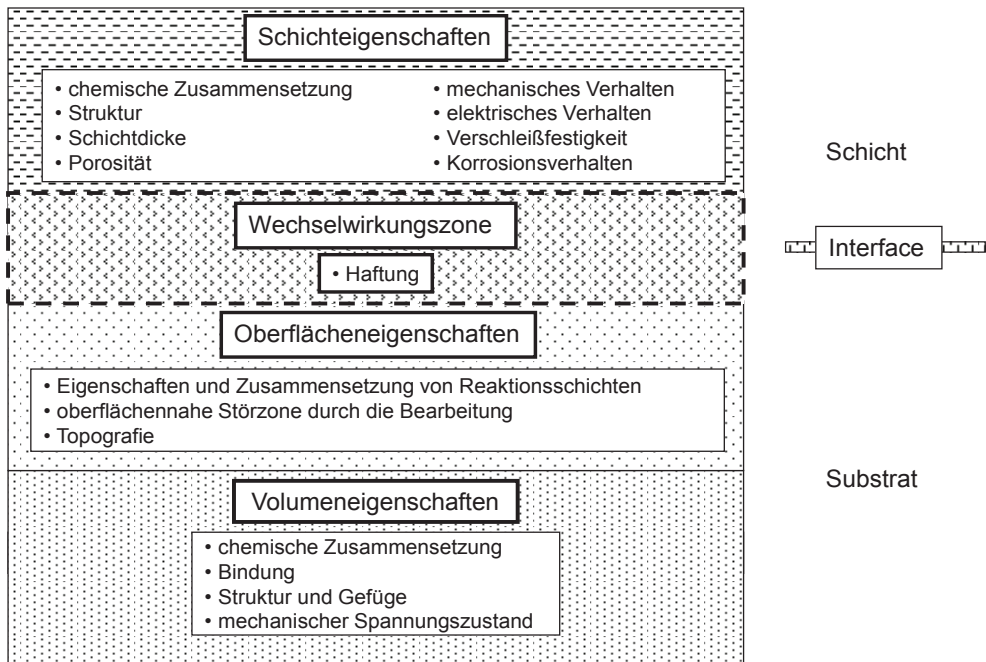 Schichteigenschaften
• chemische Zusammensetzung
• Struktur
• Schichtdicke
• Porosität
• mechanisches Verhalten
• elektrisches Verhalten
• Verschleißfestigkeit
• Korrosionsverhalten
Schicht
Wechselwirkungszone
• Haftung
Interface
Oberflächeneigenschaften
• Eigenschaften und Zusammensetzung von Reaktionsschichten
• oberflächennahe Störzone durch die Bearbeitung
• Topografie
Substrat
Volumeneigenschaften
• chemische Zusammensetzung
• Bindung
• Struktur und Gefüge
• mechanischer Spannungszustand